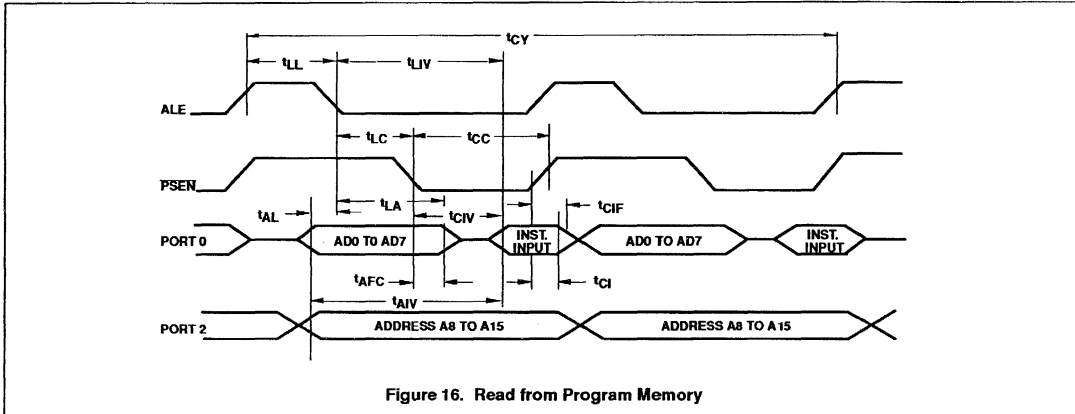 tCY
tLL
tLIV
ALE
tLC
tCC
PSEN
tLA
tCIF
tAL
tCIV
PORT 0
AD0 T0 AD7
INST.
INPUT
AD0 TO AD7
INST.
INPUT
tAFC
tCI
tAIV
PORT 2
ADDRESS A8 TO A15
ADDRESS A8 TO A15
Figure 16. Read from Program Memory